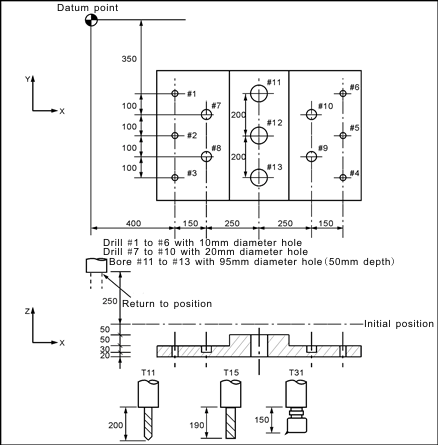 Datum point
350
Y
X
#1
#11
#6
100
#7
#10
200
100
#2
#12
#5
100
#8
200
#9
100
#3
#13
#4
400
150
250
250
150
Drill #1 to #6 with 10mm diameter hole
Drill #7 to #10 with 20mm diameter hole
Bore #11 to #13 with 95mm diameter hole(50mm depth)
250
Return to position
Z
X
Initial position
50
50
30
20
T11
T15
T31
200
190
150